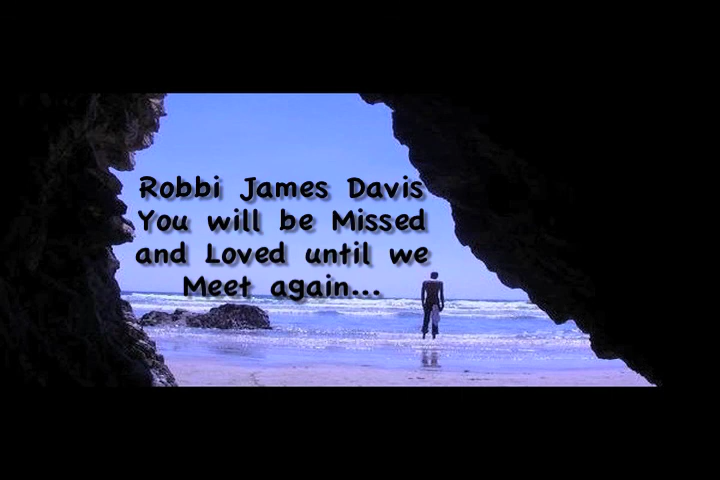 Robbi James Davis
You will be Missed
and Loved until we
Meet again...